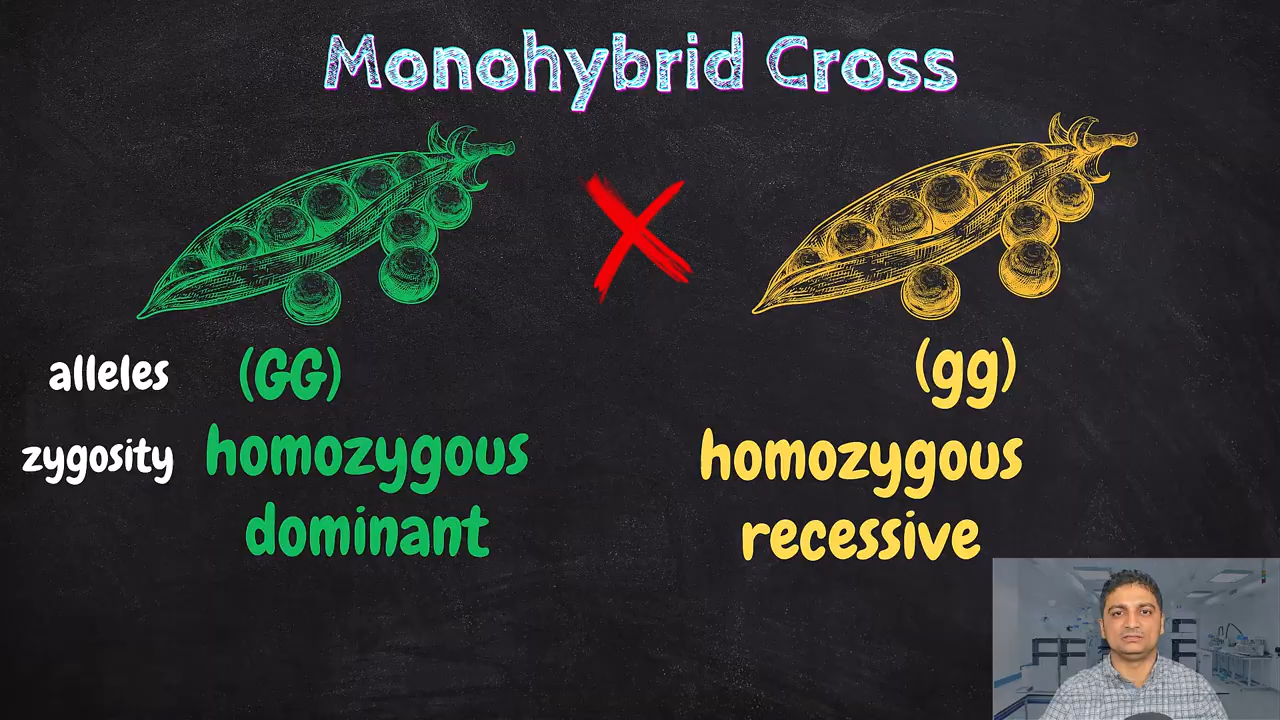 Monohybrid Cross
alleles (GG) (gg)
zygosity homozygous homozygous
dominant recessive